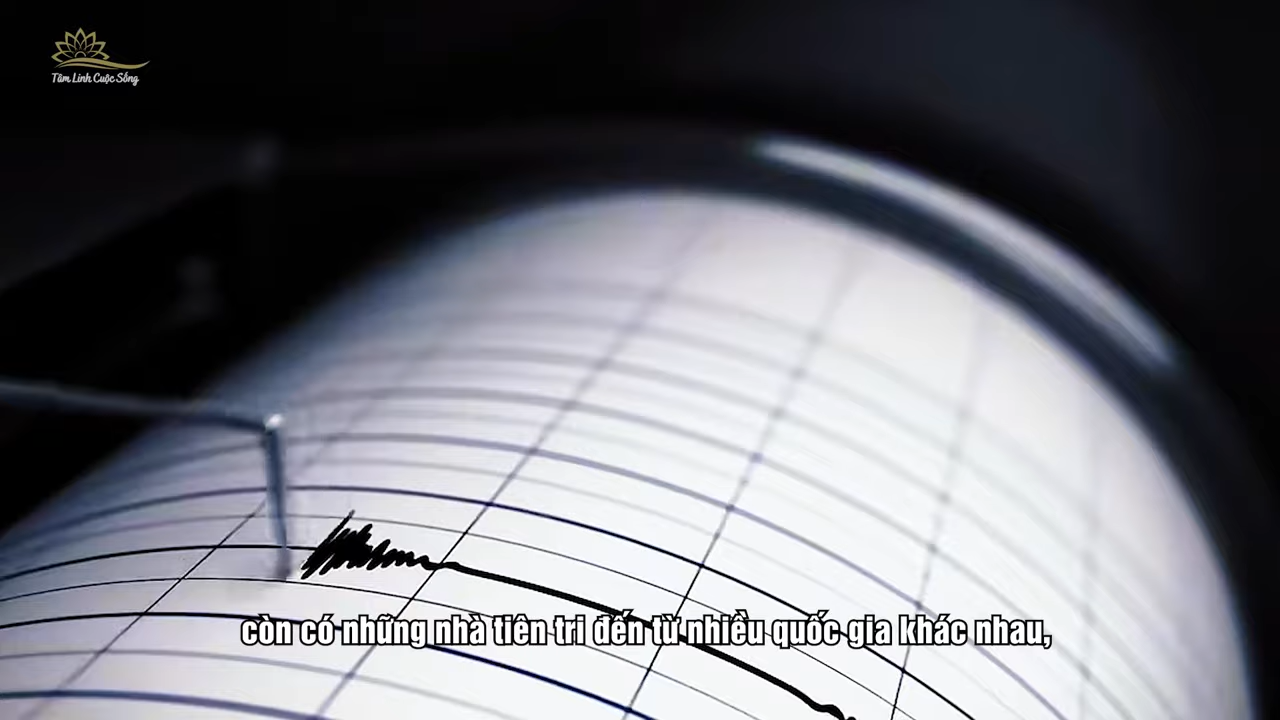 Tâm Linh Cuộc Sống
còn có những nhà tiên tri đến từ nhiều quốc gia khác nhau,